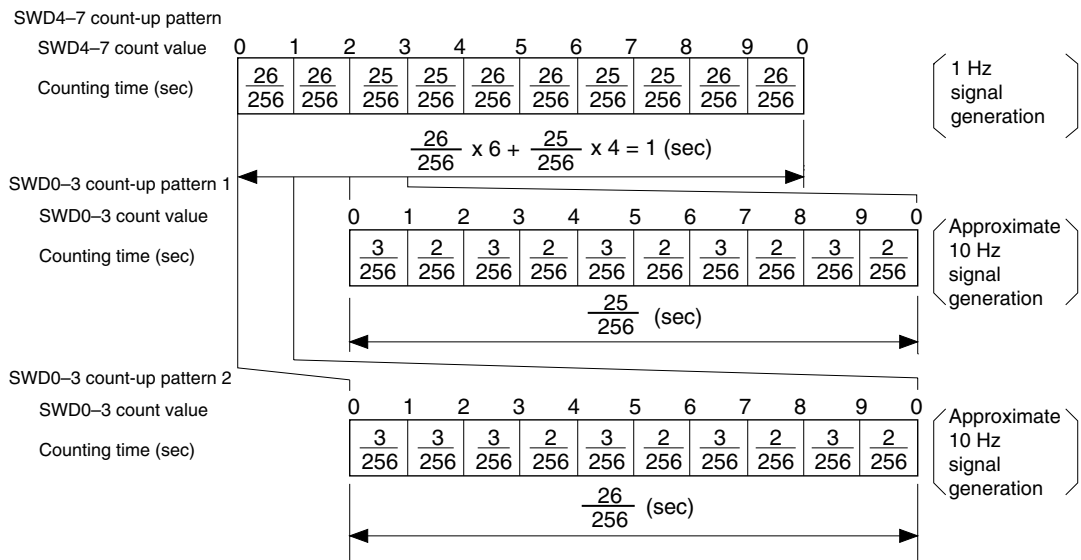 SWD4–7 count-up pattern
SWD4–7 count value 0 1 2 3 4 5 6 7 8 9 0
Counting time (sec) 26/256 26/256 25/256 25/256 26/256 26/256 25/256 25/256 26/256 26/256
1 Hz
signal
generation
26/256 x 6 + 25/256 x 4 = 1 (sec)
SWD0–3 count-up pattern 1
SWD0–3 count value 0 1 2 3 4 5 6 7 8 9 0
Counting time (sec) 3/256 2/256 3/256 2/256 3/256 2/256 3/256 2/256 3/256 2/256
Approximate
10 Hz
signal
generation
25/256 (sec)
SWD0–3 count-up pattern 2
SWD0–3 count value 0 1 2 3 4 5 6 7 8 9 0
Counting time (sec) 3/256 3/256 3/256 2/256 3/256 2/256 3/256 2/256 3/256 2/256
Approximate
10 Hz
signal
generation
26/256 (sec)